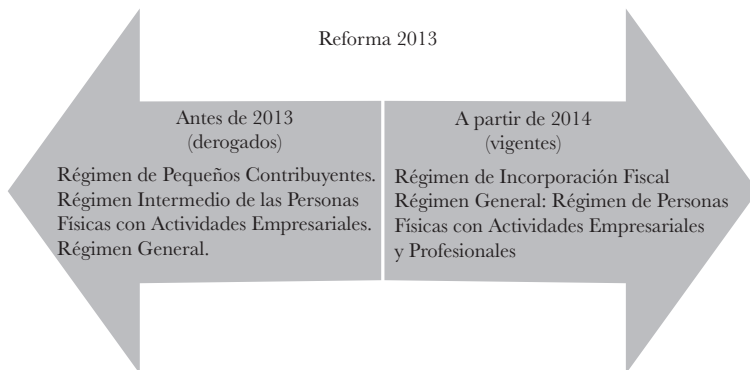 Reforma 2013
Antes de 2013
(derogados)
Régimen de Pequeños Contribuyentes.
Régimen Intermedio de las Personas
Físicas con Actividades Empresariales.
Régimen General.
A partir de 2014
(vigentes)
Régimen de Incorporación Fiscal
Régimen General: Régimen de Personas
Físicas con Actividades Empresariales
y Profesionales